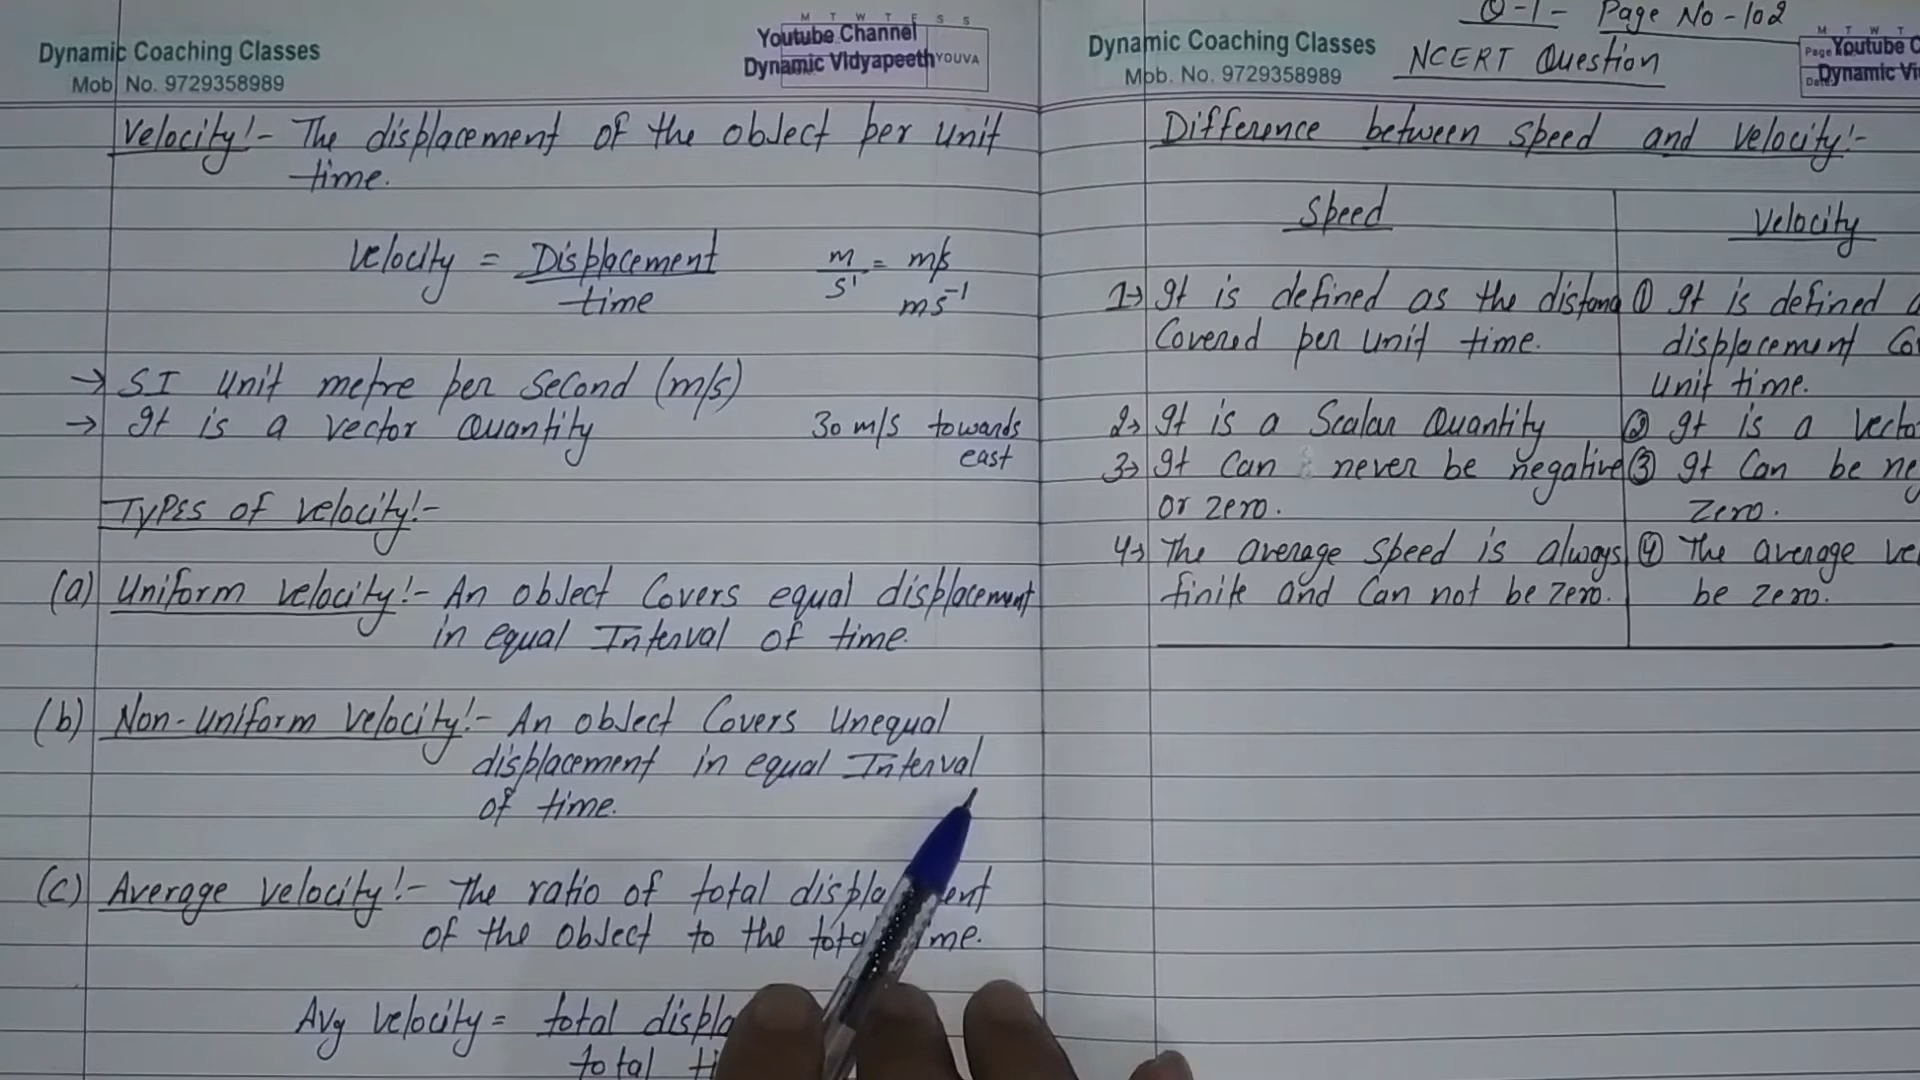 M T W T F S S
Dynamic Coaching Classes
Mob No. 9729358989
Youtube Channel
Dynamic Vidyapeeth
YOUVA
Velocity!- The displacement of the object per unit
time.
Velocity = Displacement / time
m / s1 = m/s
ms-1
→ SI unit metre per second (m/s)
→ It is a vector quantity
30 m/s towards
east
Types of velocity!-
(a) Uniform velocity!- An object covers equal displacement
in equal Interval of time.
(b) Non-uniform velocity!- An object covers unequal
displacement in equal Interval
of time.
(c) Average velocity!- The ratio of total
of the object to the
Avg velocity = total
total
Q-1- Page No-102
Dynamic Coaching Classes
Mob. No. 9729358989
NCERT Question
M T W T
Page
Youtube
Date
Dynamic
Difference between speed and velocity!-
Speed
Velocity
1→ It is defined as the distanc
covered per unit time.
2→ It is a Scalar Quantity
3→ It can never be negative
or zero.
4→ The average speed is always
finite and can not be zero.
① It is defined
displacement
unit time.
② It is a
③ It can be
zero.
④ The average
be zero.